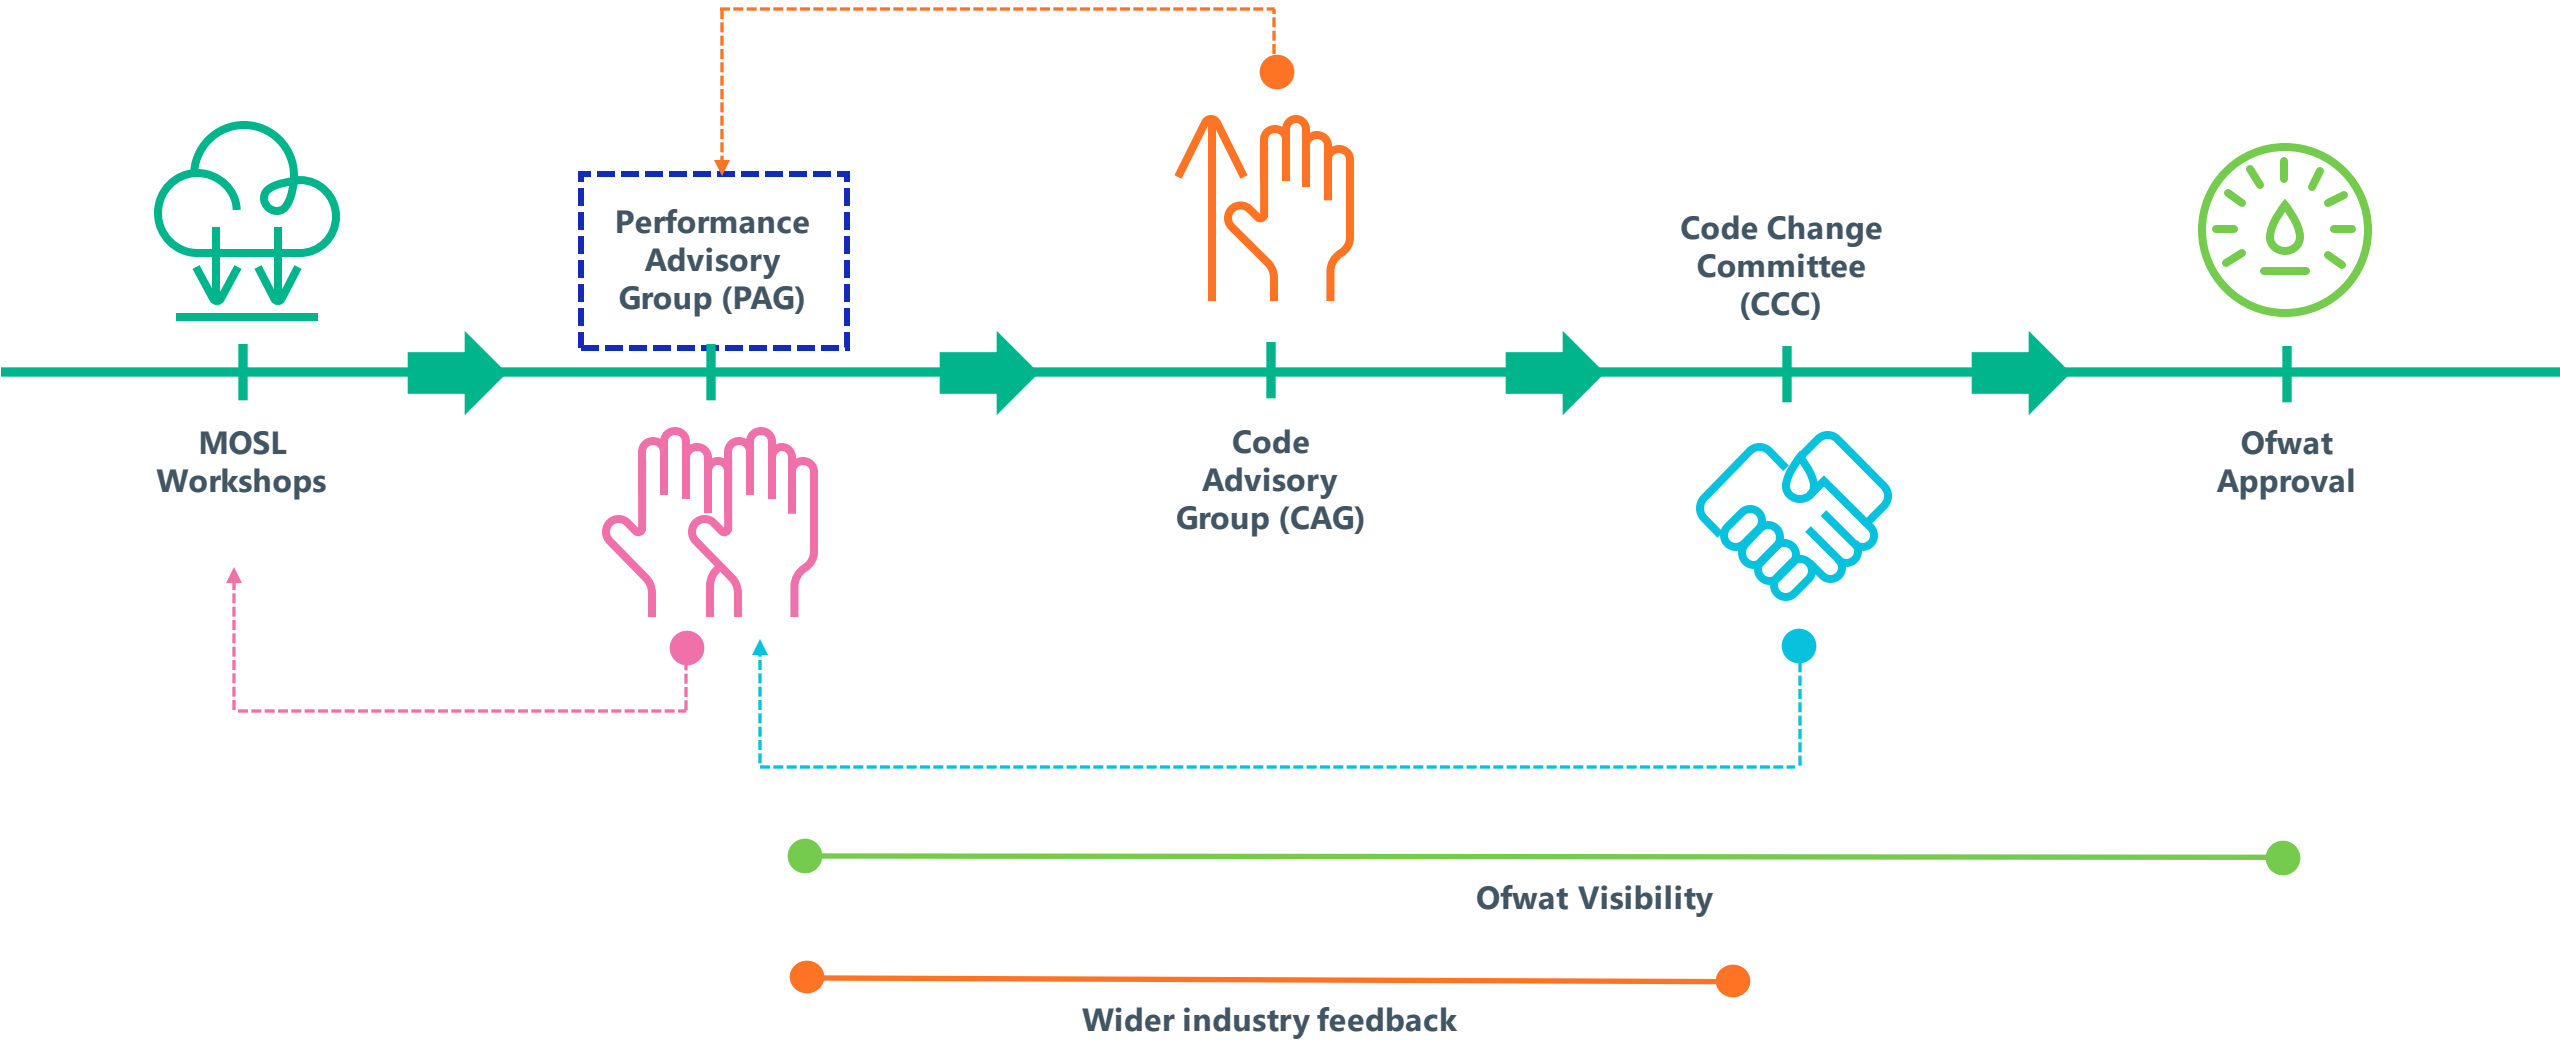 Performance
Advisory
Group (PAG)
Code Change
Committee
(CCC)
MOSL
Workshops
Code
Advisory
Group (CAG)
Ofwat
Approval
Ofwat Visibility
Wider industry feedback